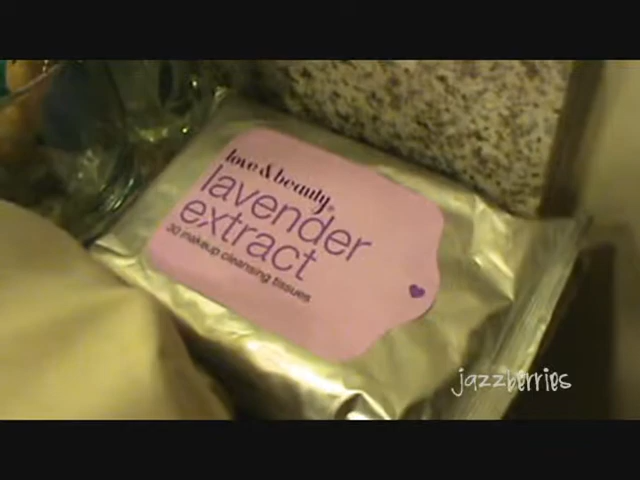 love & beauty®
lavender
extract
30 makeup cleansing tissues
jazzberries